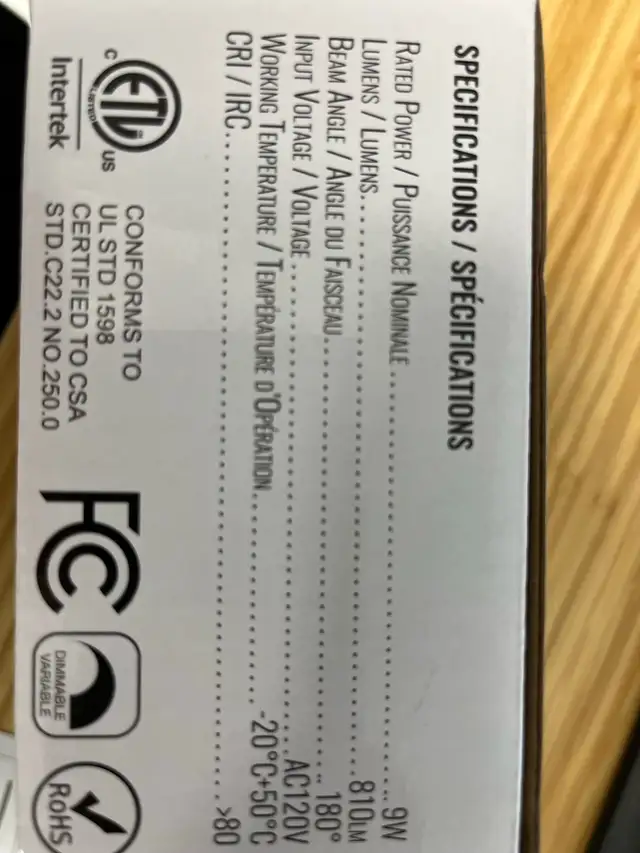 SPECIFICATIONS / SPÉCIFICATIONS
RATED POWER / PUISSANCE NOMINALE 9W
LUMENS / LUMENS 810LM
BEAM ANGLE / ANGLE DU FAISCEAU 180°
INPUT VOLTAGE / VOLTAGE AC120V
WORKING TEMPERATURE / TEMPÉRATURE D'OPÉRATION -20°C+50°C
CRI / IRC >80
C ETL US
LISTED
Intertek
CONFORMS TO
UL STD 1598
CERTIFIED TO CSA
STD.C22.2 NO.250.0
FC
DIMMABLE
VARIABLE
RoHS